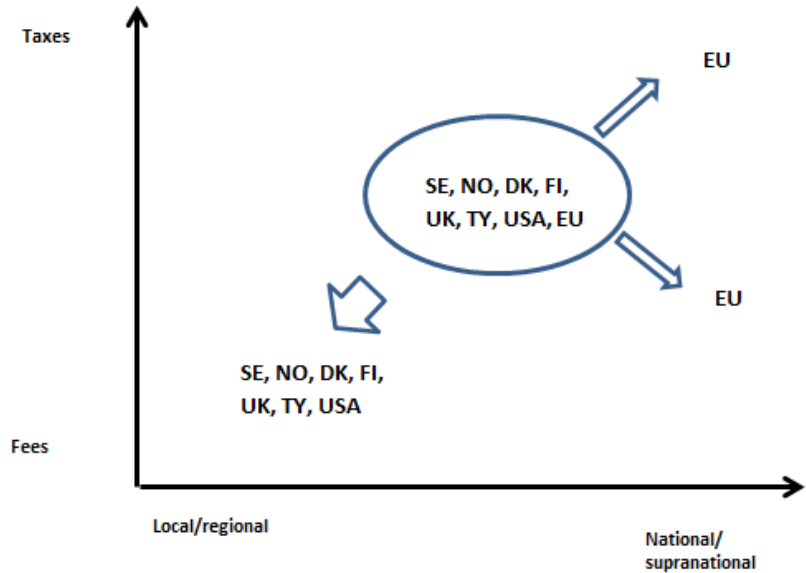 Taxes
EU
SE, NO, DK, FI,
UK, TY, USA, EU
EU
SE, NO, DK, FI,
UK, TY, USA
Fees
Local/regional
National/
supranational